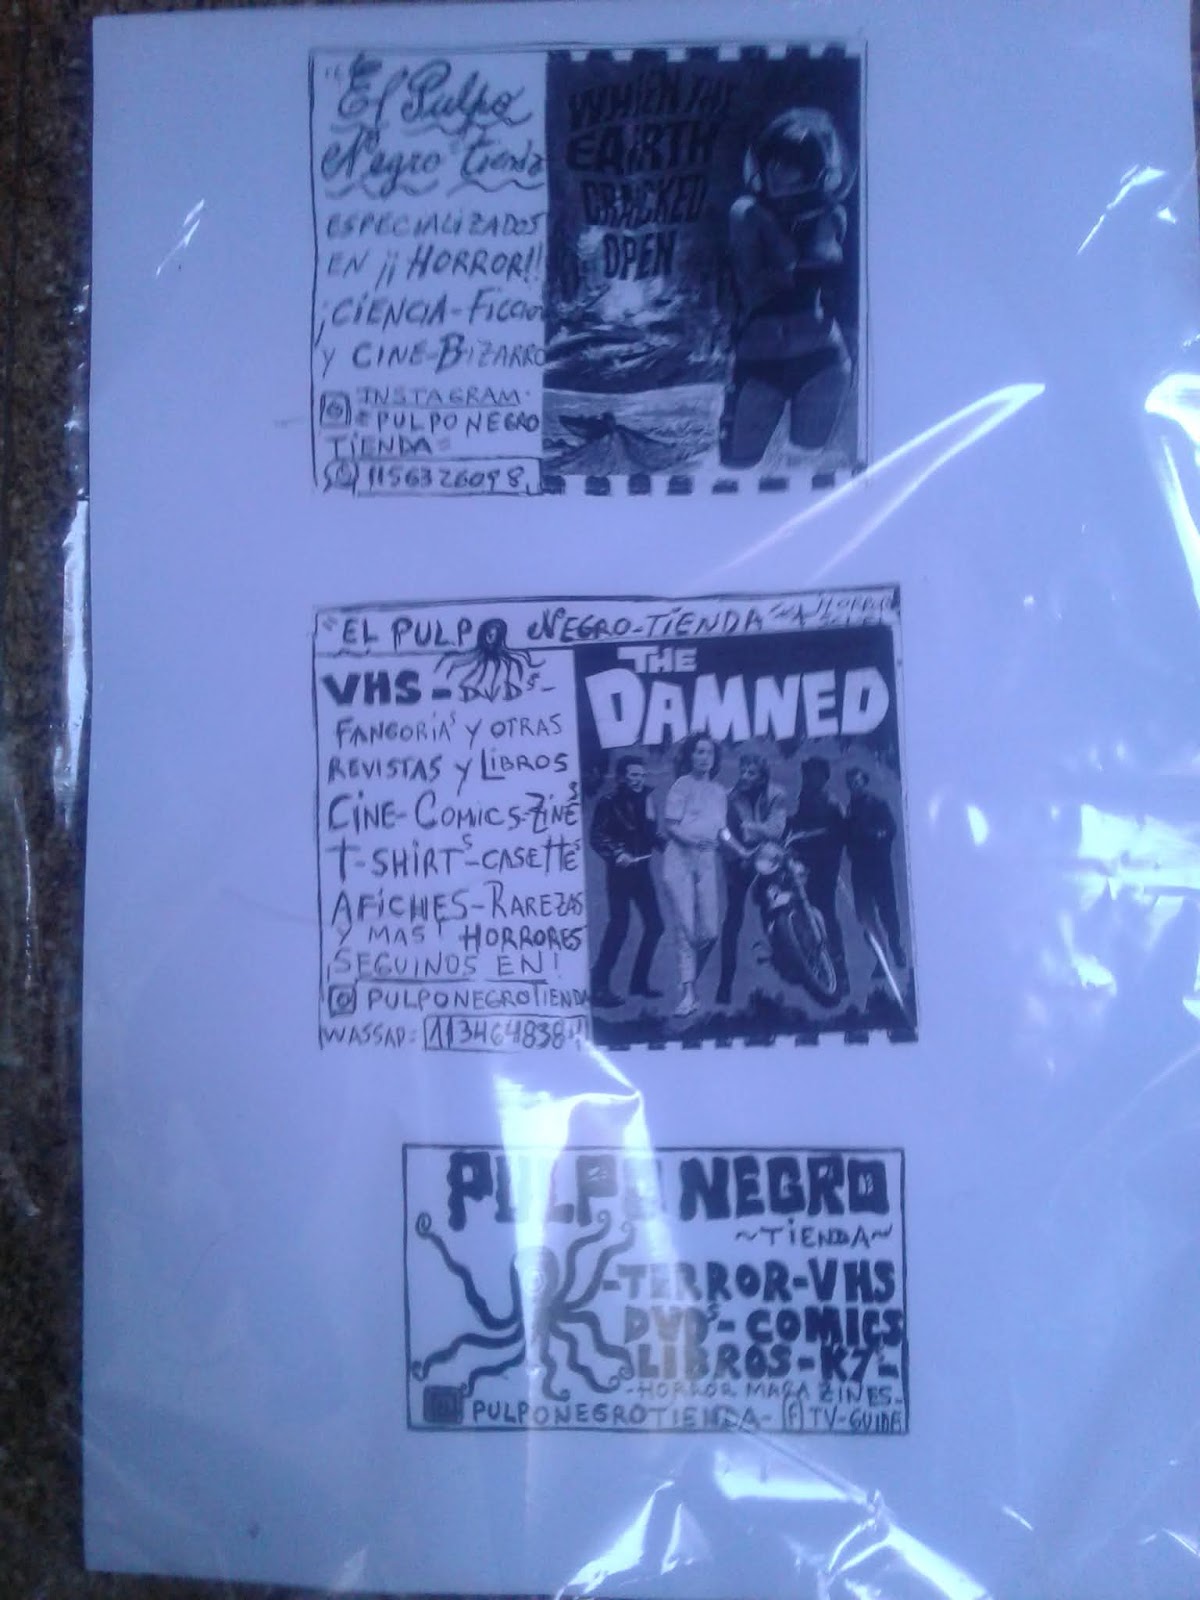 "El Pulpo
Negro" tienda
ESPECIALIZADOS
EN ¡¡HORROR!!
¡CIENCIA-FICCION
Y CINE-BIZARRO
INSTAGRAM:
"PULPONEGRO
TIENDA"
1156326098
WHEN THE
EARTH
CRACKED
OPEN
"EL PULPO NEGRO-TIENDA"
VHS-DVDs-
FANGORIAs Y OTRAS
REVISTAS Y LIBROS
CINE-COMICS-ZINEs
T-SHIRTs-CASETTEs
AFICHES-RAREZAS
Y MAS! HORRORES
¡SEGUINOS EN!
PULPONEGROTIENDA
WASSAP: 113464838
THE
DAMNED
PULPO NEGRO
~TIENDA~
-TERROR-VHS
DVDs-COMICS
LIBROS-K7-
-HORROR MAGAZINES-
PULPONEGROTIENDA- (F) TV-GUIDE